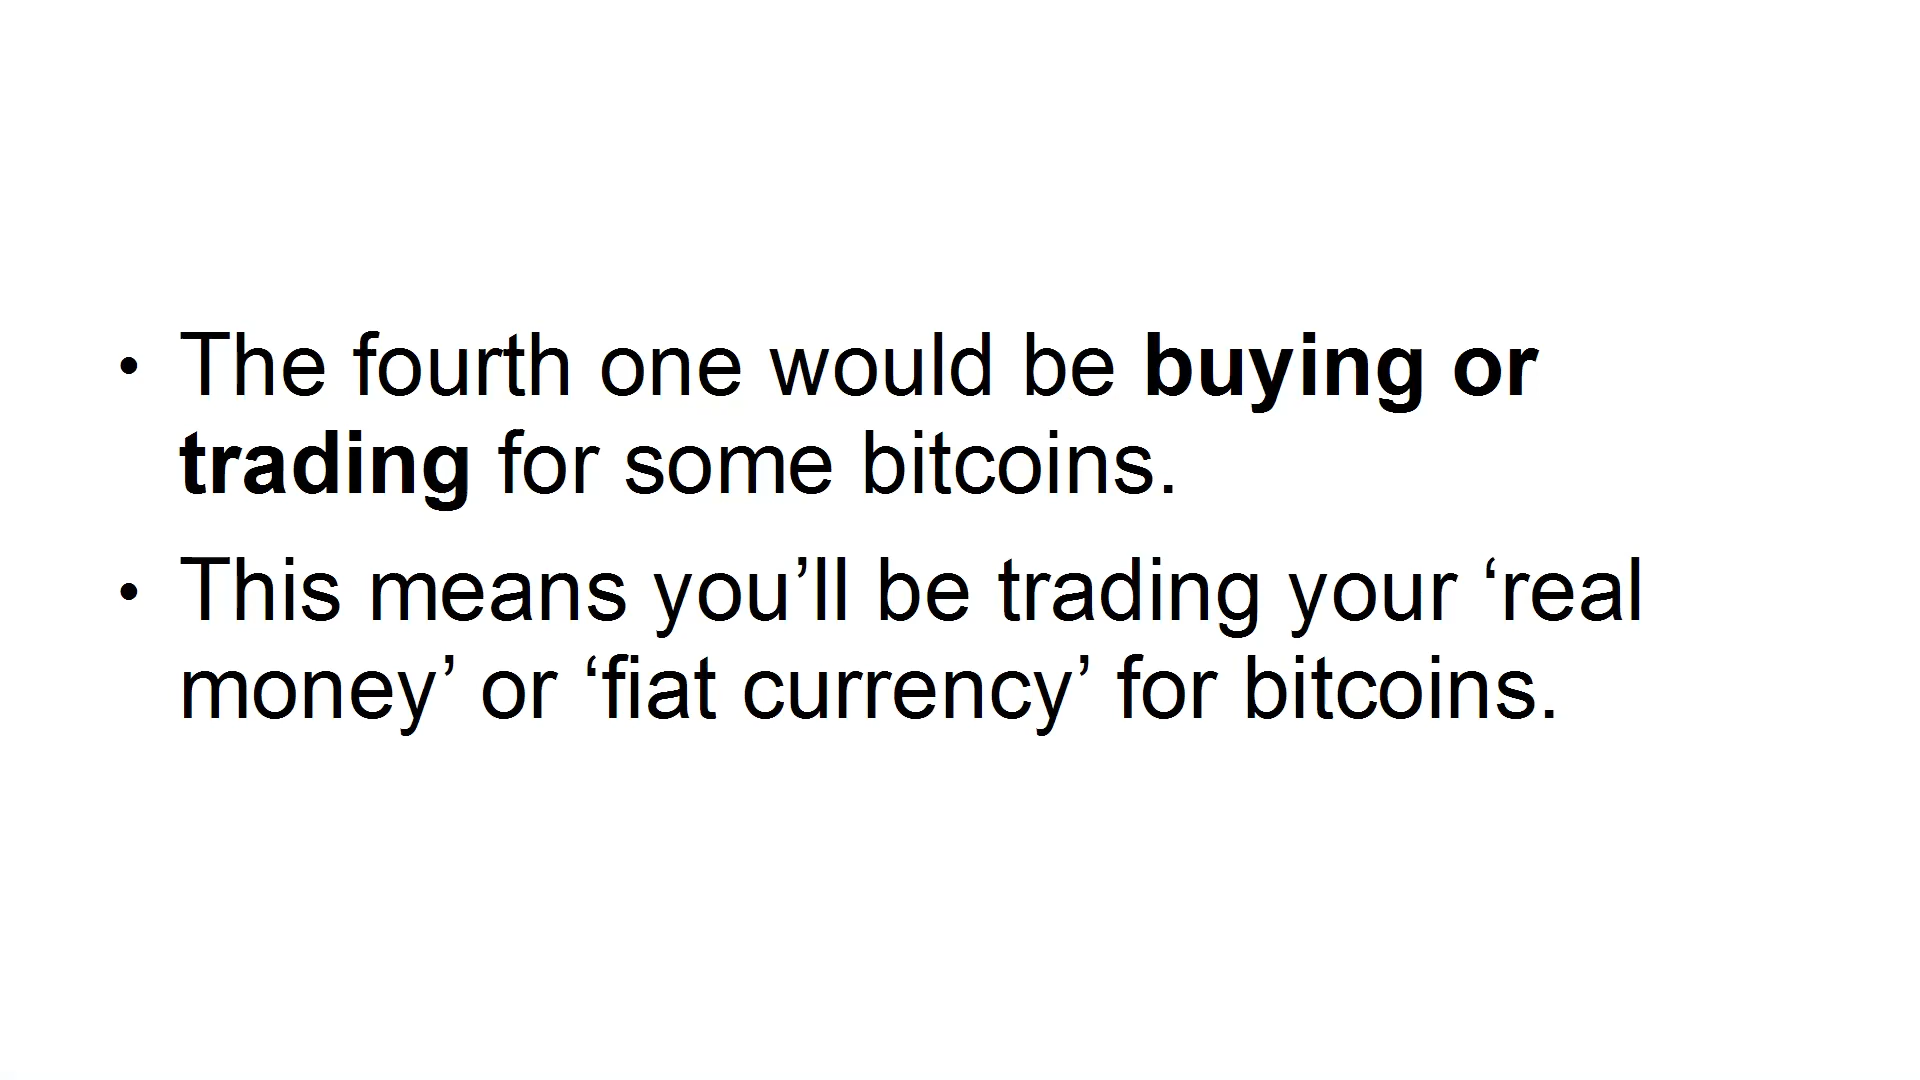 • The fourth one would be buying or
trading for some bitcoins.
• This means you’ll be trading your ‘real
money’ or ‘fiat currency’ for bitcoins.